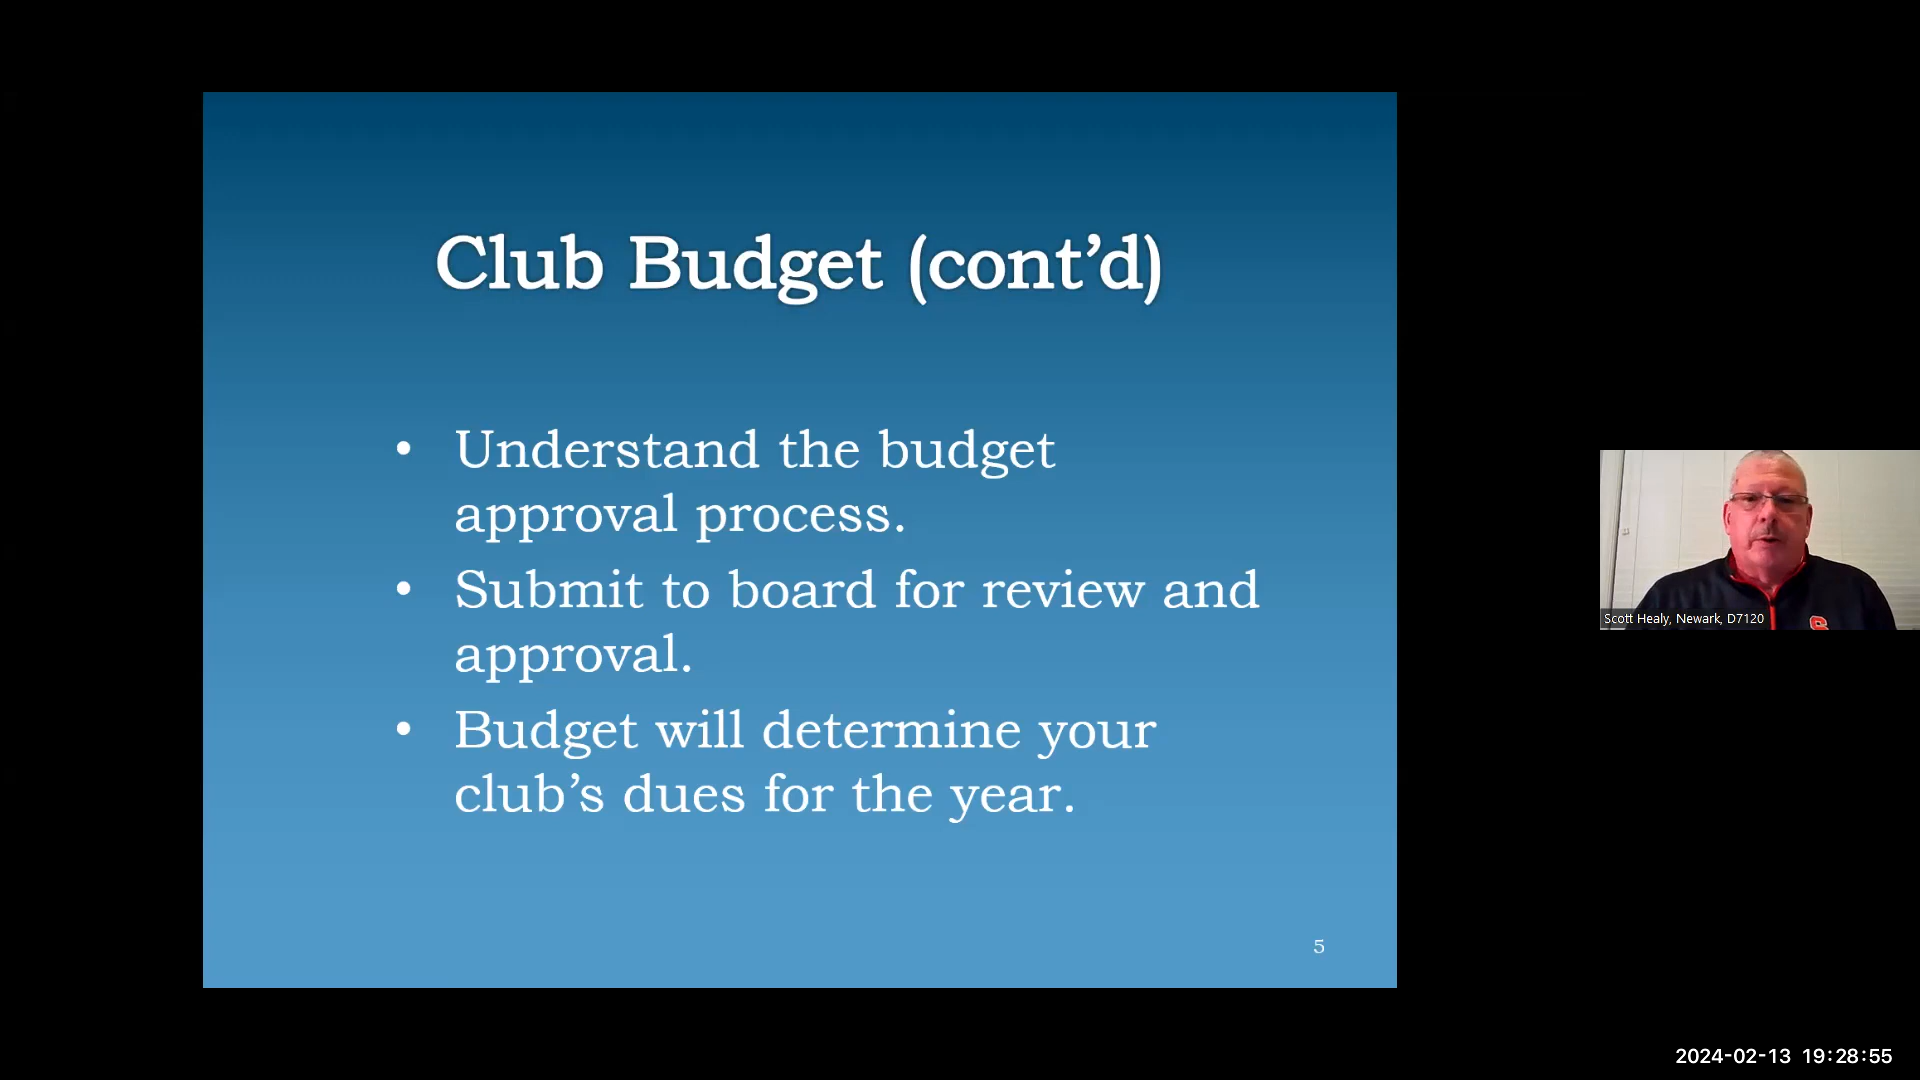 Club Budget (cont’d)
• Understand the budget
approval process.
• Submit to board for review and
approval.
• Budget will determine your
club’s dues for the year.
5
S
Scott Healy, Newark, D7120
2024-02-13 19:28:55